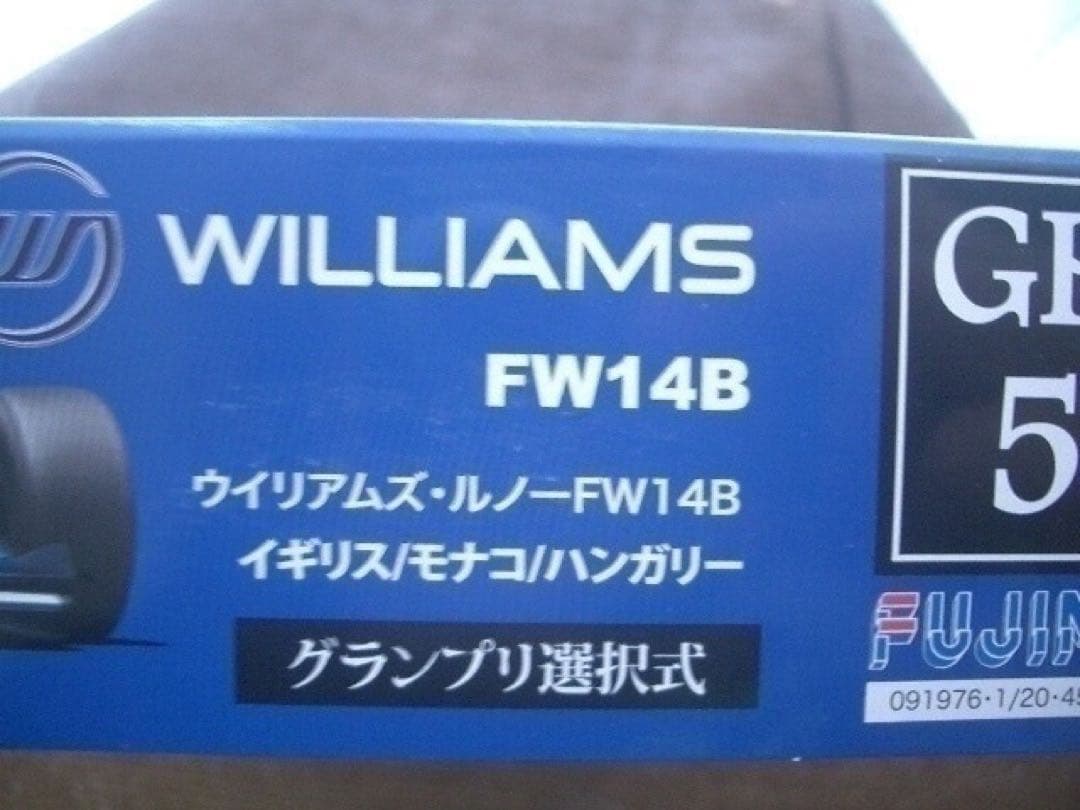 WILLIAMS
FW14B
ウイリアムズ・ルノーFW14B
イギリス/モナコ/ハンガリー
グランプリ選択式
5
091976・1/20・45